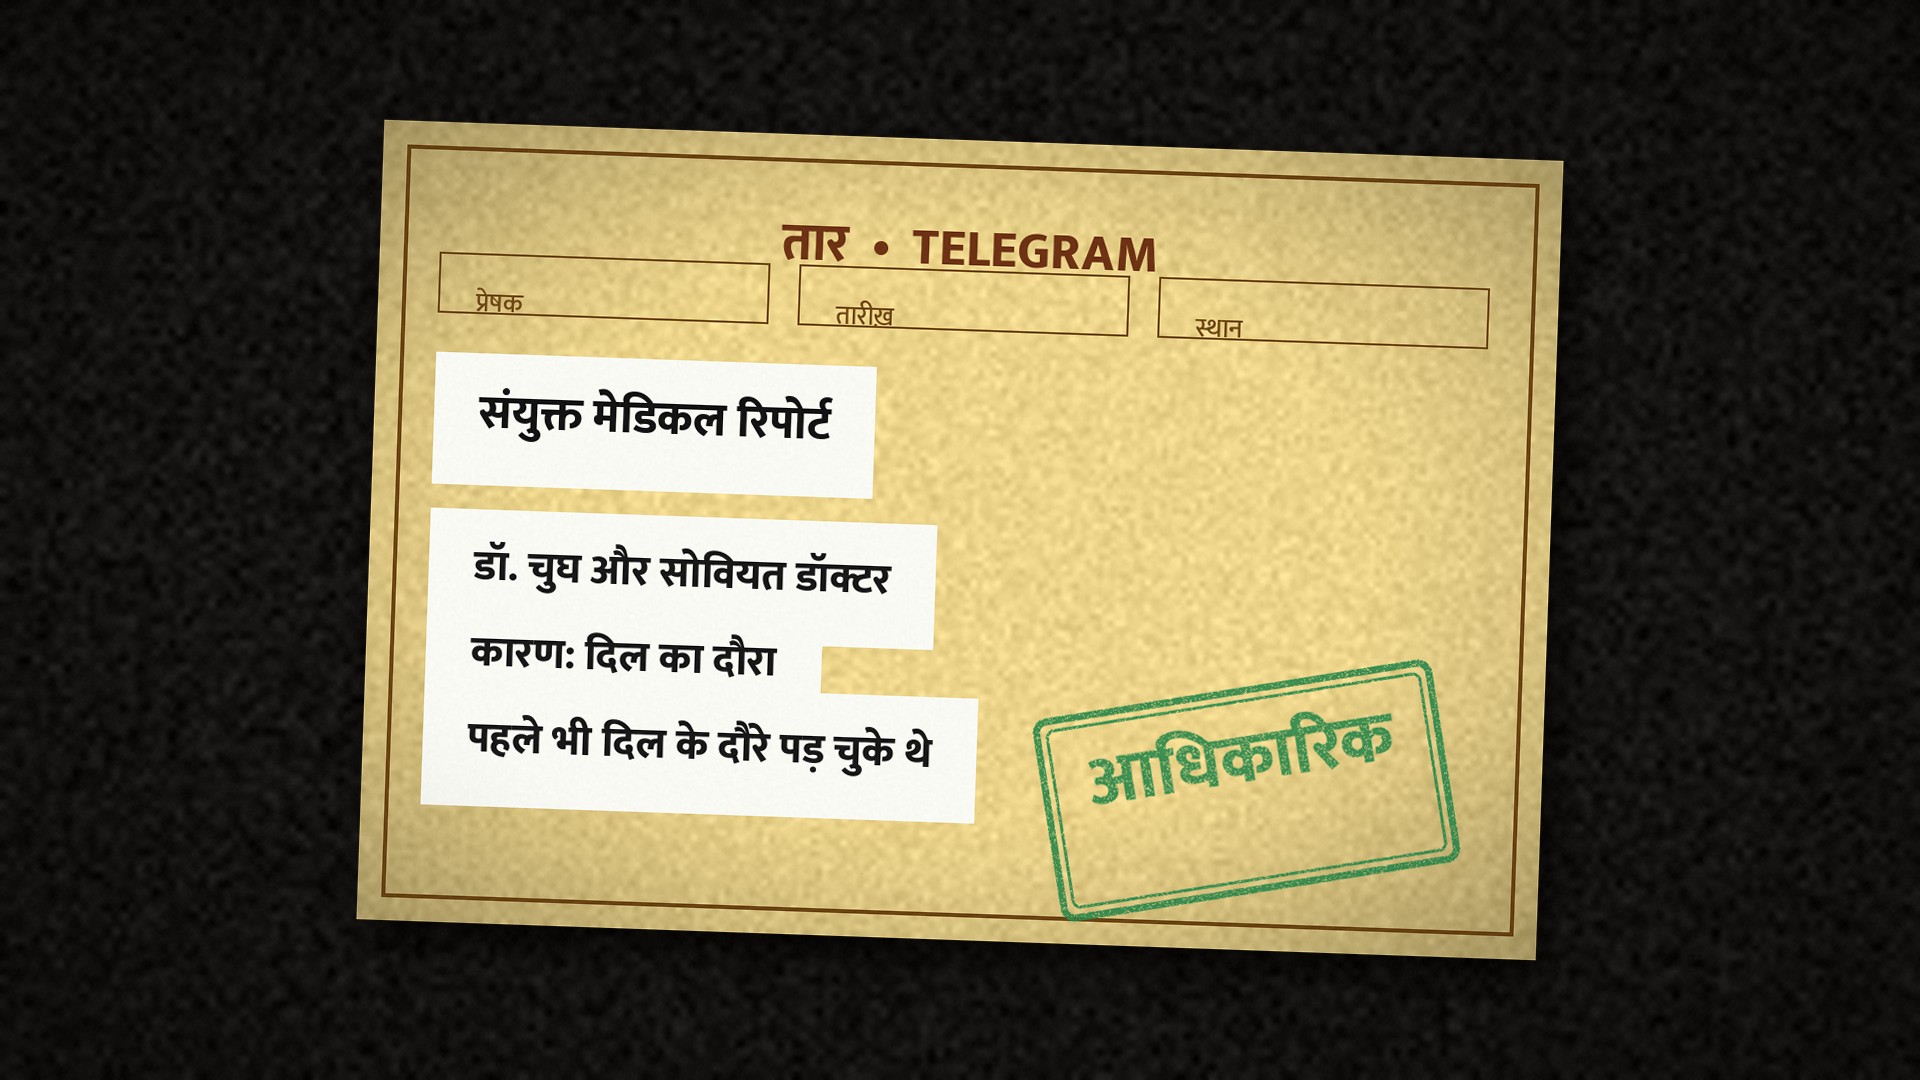 तार • TELEGRAM
प्रेषक
तारीख़
स्थान
संयुक्त मेडिकल रिपोर्ट
डॉ. चुघ और सोवियत डॉक्टर
कारण: दिल का दौरा
पहले भी दिल के दौरे पड़ चुके थे
आधिकारिक